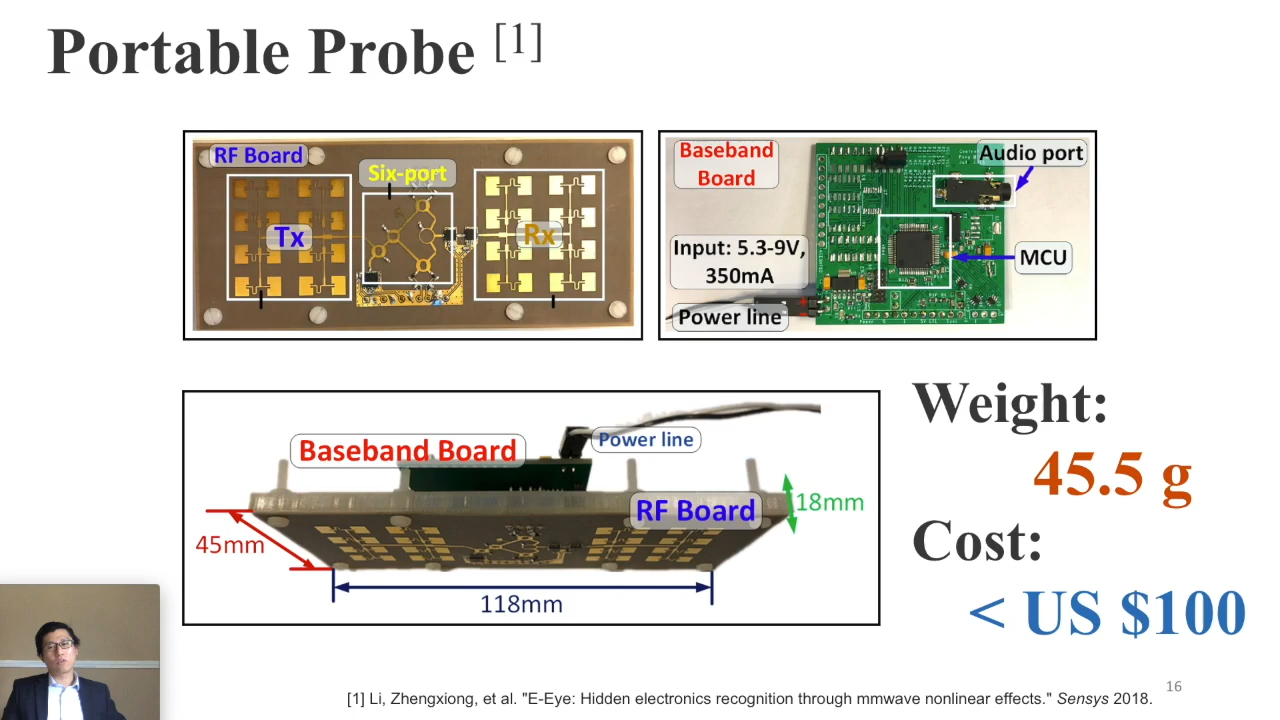 Portable Probe [1]
RF Board
Six-port
Tx
Rx
Baseband
Board
Audio port
Input: 5.3-9V,
350mA
MCU
Power line
Baseband Board
Power line
RF Board
18mm
45mm
118mm
Weight:
45.5 g
Cost:
< US $100
[1] Li, Zhengxiong, et al. "E-Eye: Hidden electronics recognition through mmwave nonlinear effects." Sensys 2018.
16